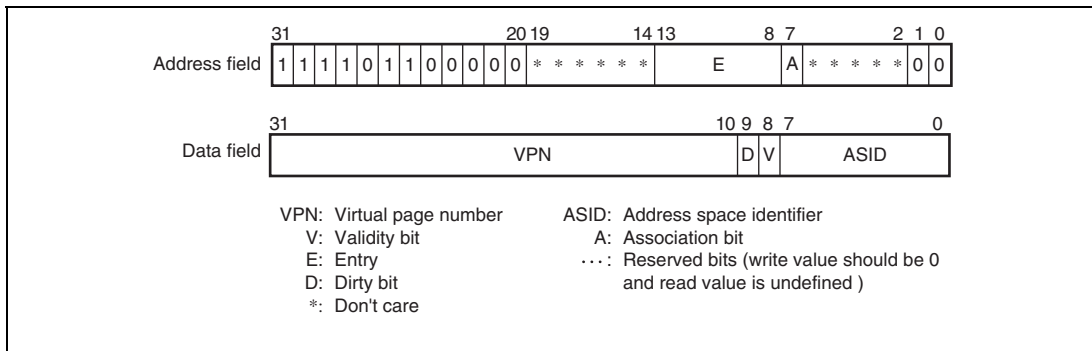 31 20 19 14 13 8 7 2 1 0
Address field 1 1 1 1 0 1 1 0 0 0 0 0 * * * * * * E A * * * * * 0 0
31 10 9 8 7 0
Data field VPN D V ASID
VPN: Virtual page number ASID: Address space identifier
V: Validity bit A: Association bit
E: Entry ···: Reserved bits (write value should be 0
D: Dirty bit and read value is undefined )
*: Don't care